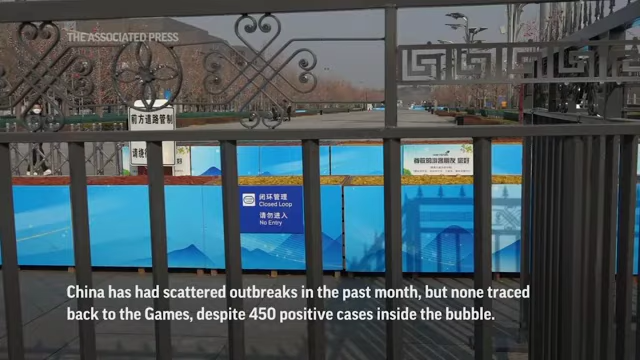 THE ASSOCIATED PRESS
前方道路管制
请绕
闭环管理
Closed Loop
请勿进入
No Entry
China has had scattered outbreaks in the past month, but none traced
back to the Games, despite 450 positive cases inside the bubble.